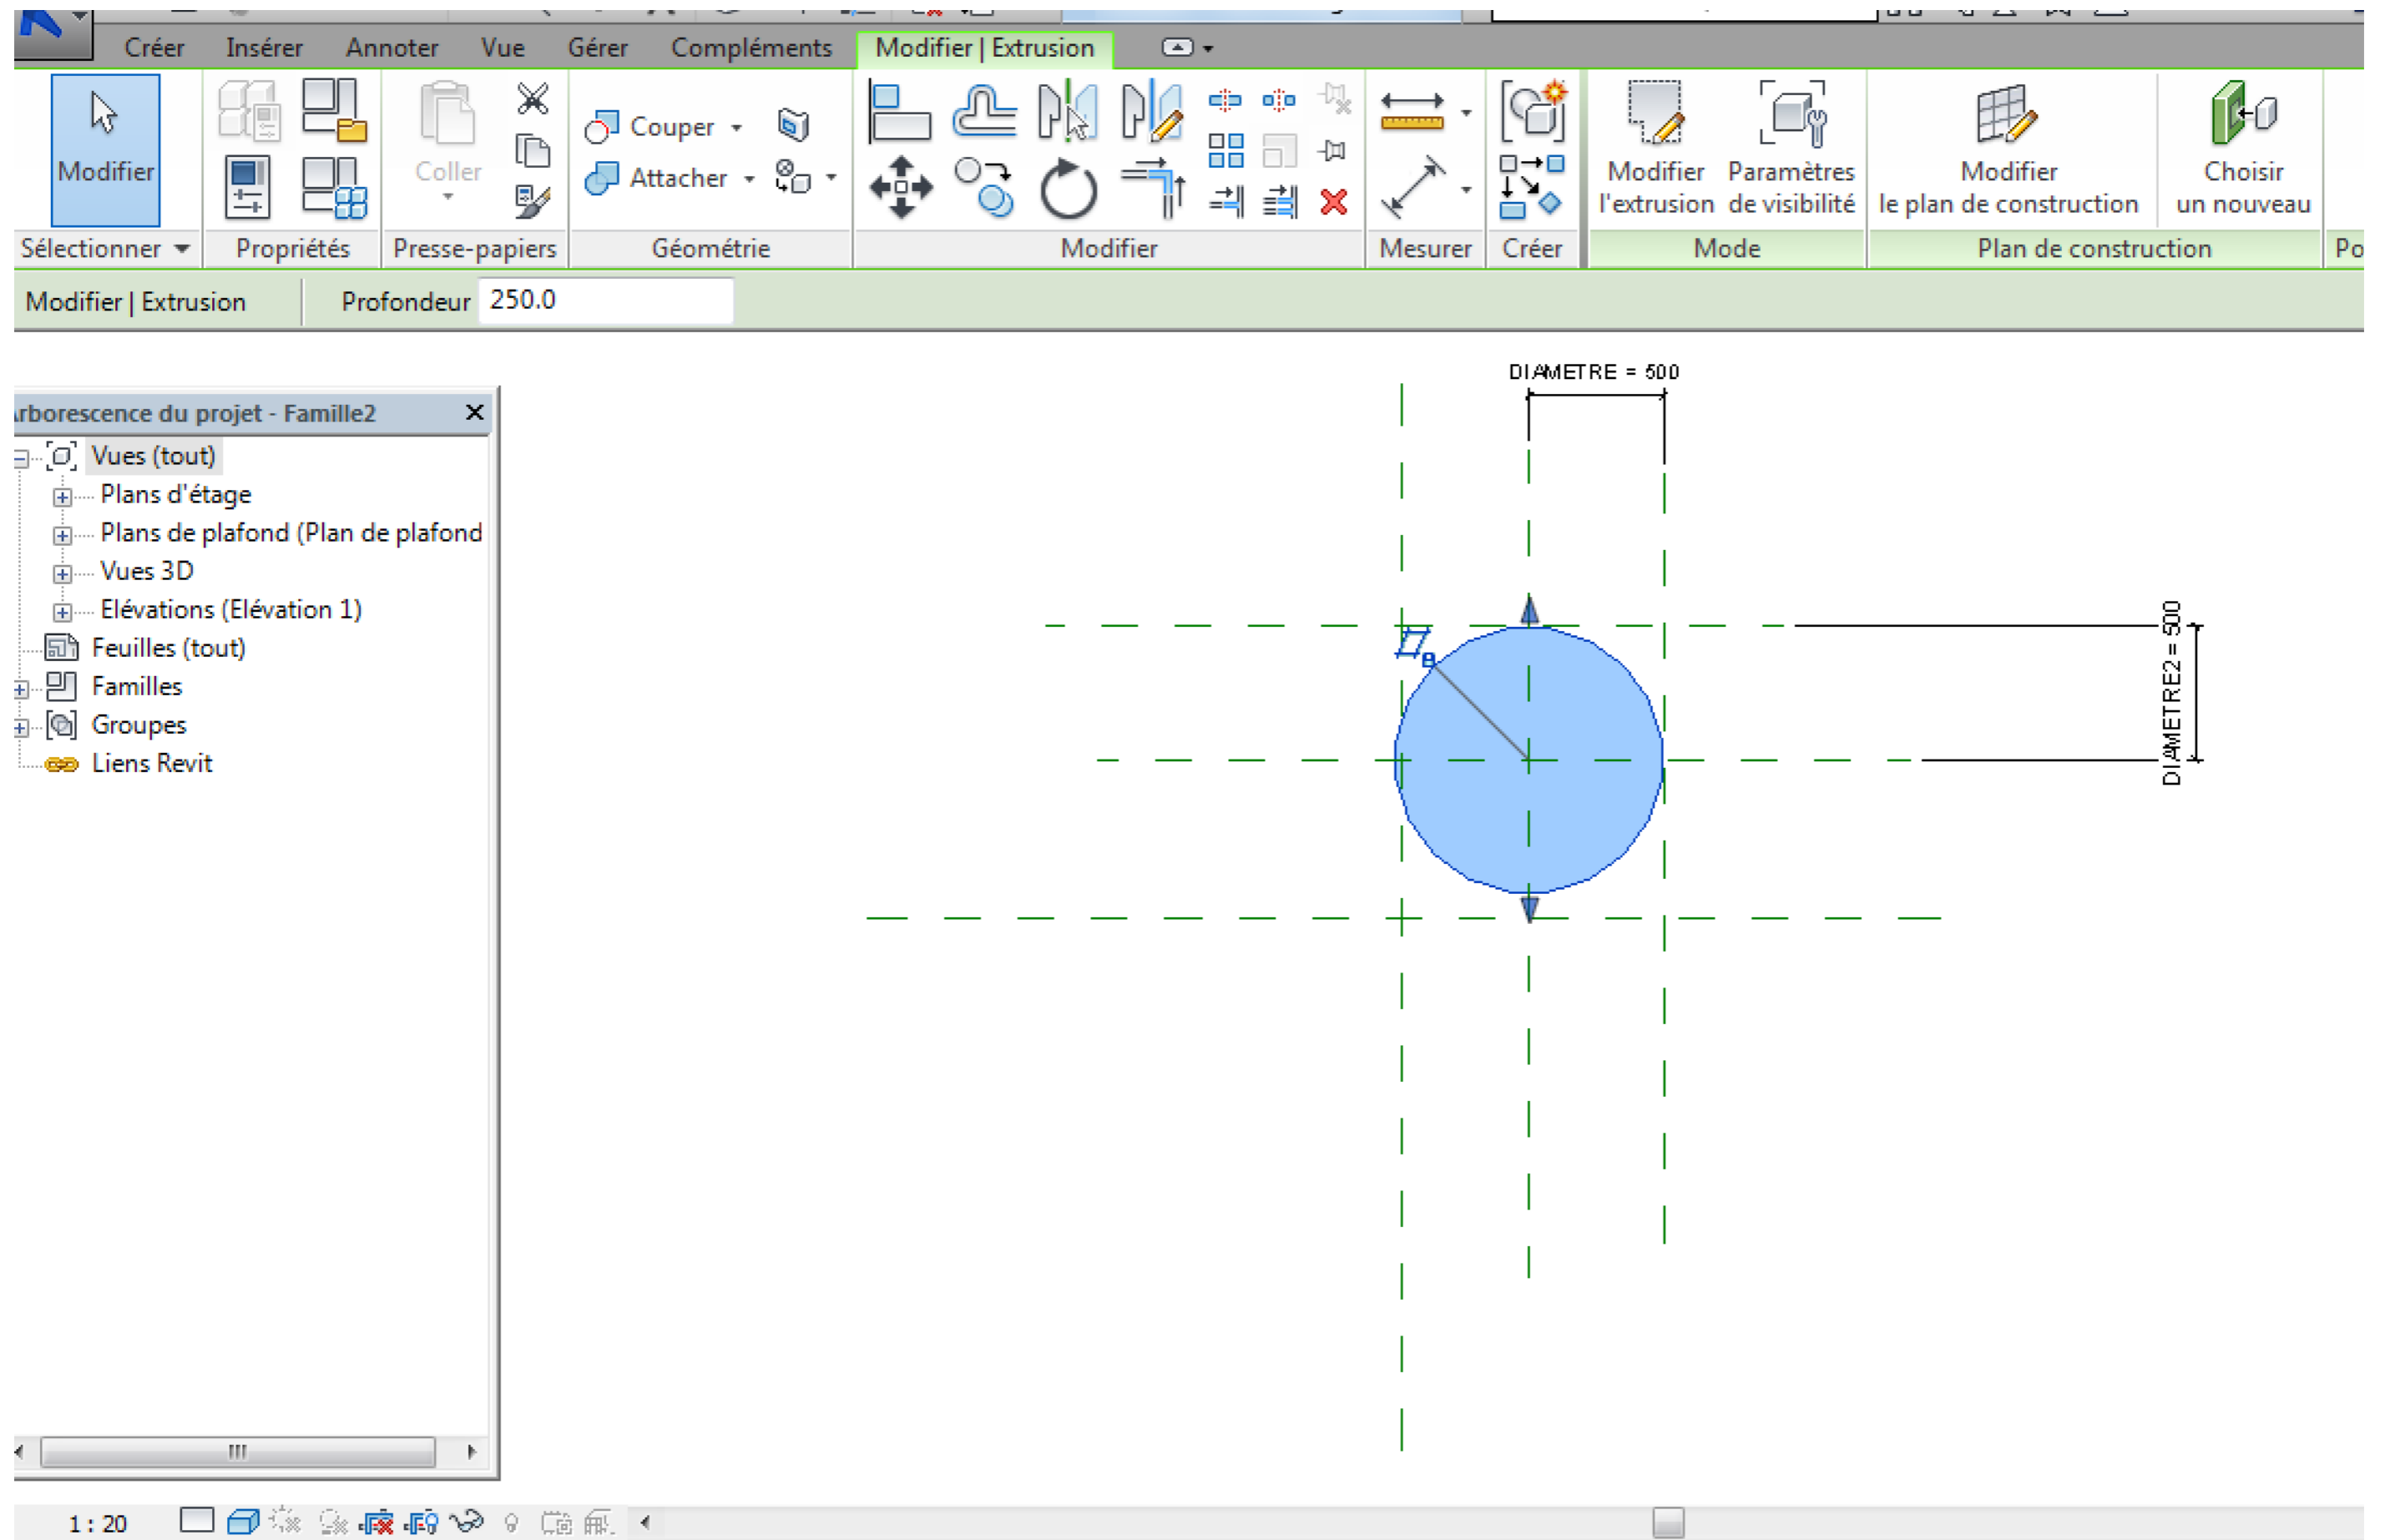 Créer Insérer Annoter Vue Gérer Compléments Modifier | Extrusion
Modifier
Coller
Couper
Attacher
Modifier
l'extrusion
Paramètres
de visibilité
Modifier
le plan de construction
Choisir
un nouveau
Sélectionner Propriétés Presse-papiers Géométrie Modifier Mesurer Créer Mode Plan de construction Po
Modifier | Extrusion Profondeur 250.0
rborescence du projet - Famille2
Vues (tout)
Plans d'étage
Plans de plafond (Plan de plafond
Vues 3D
Elévations (Elévation 1)
Feuilles (tout)
Familles
Groupes
Liens Revit
DIAMETRE = 500
DIAMETRE2 = 500
1 : 20